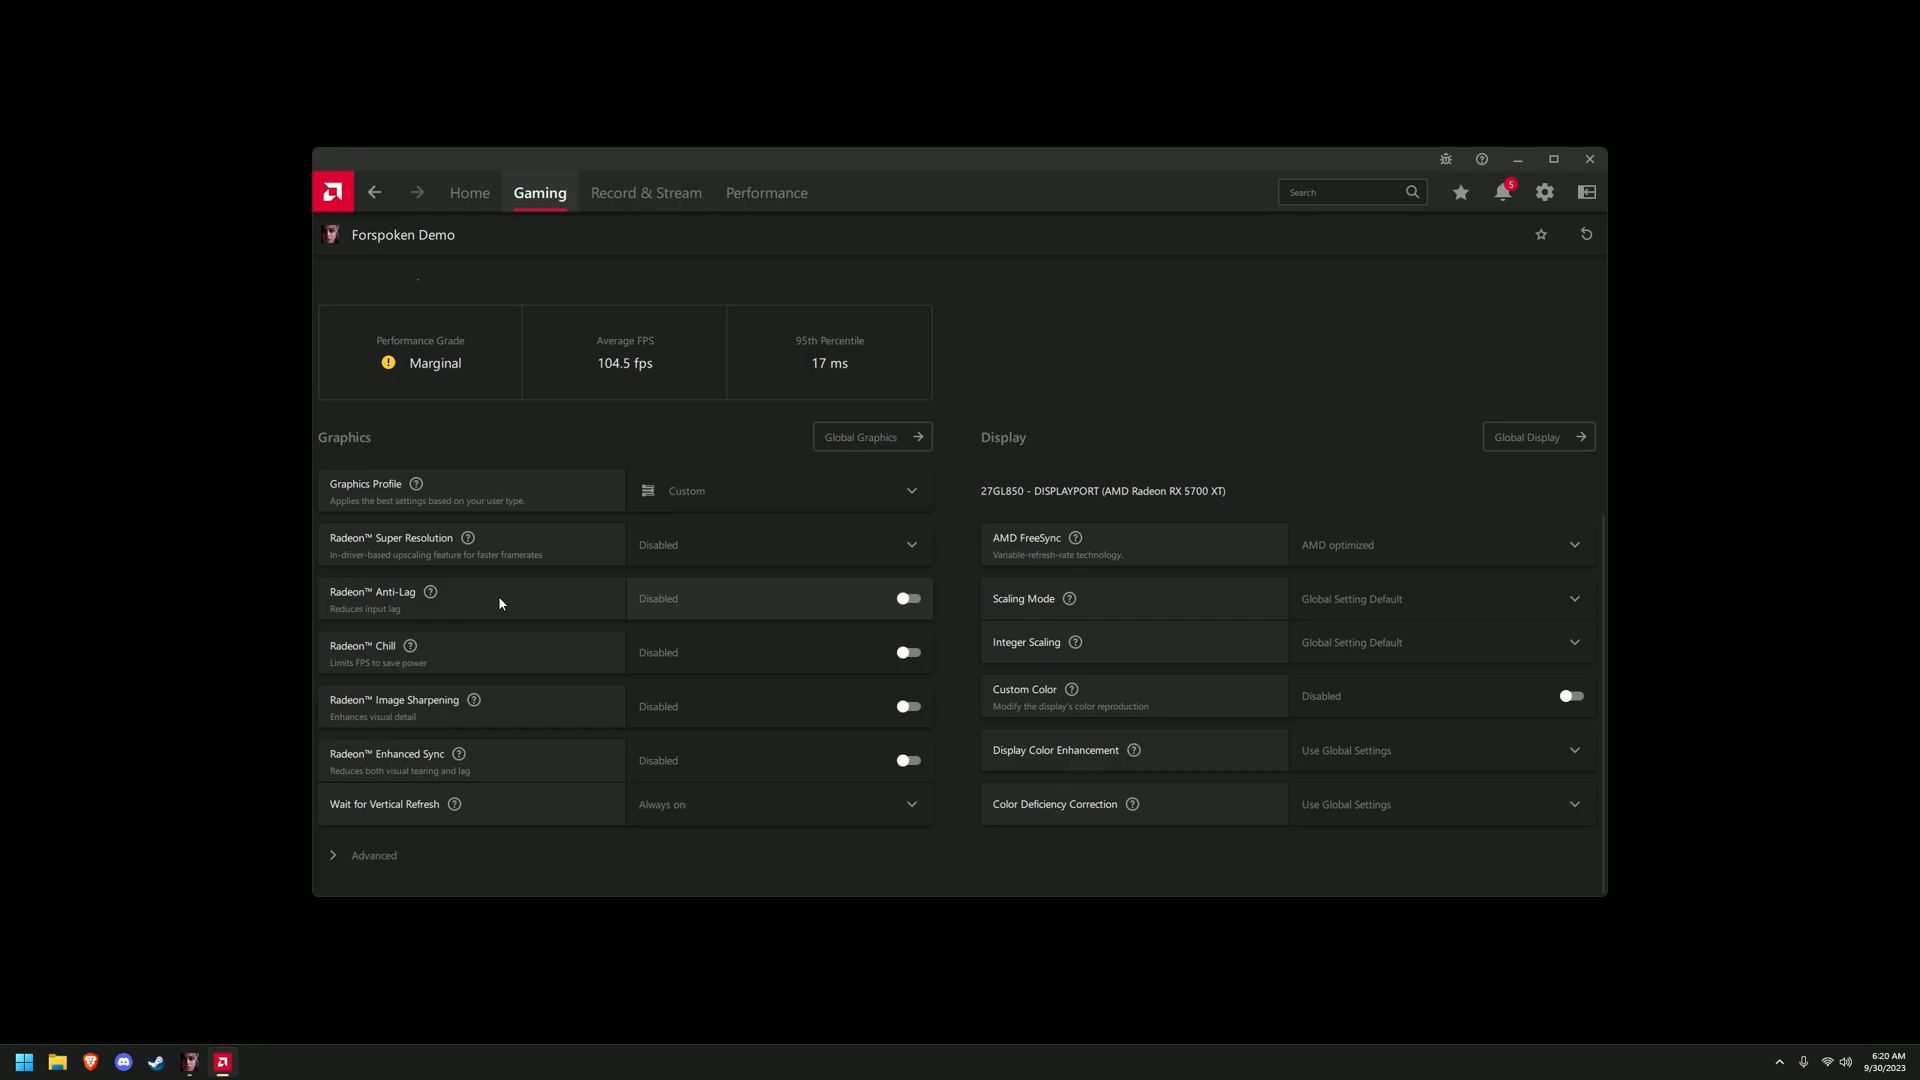 Home
Gaming
Record & Stream
Performance
Search
5
Forspoken Demo
Performance Grade
Marginal
Average FPS
104.5 fps
95th Percentile
17 ms
Graphics
Global Graphics
Graphics Profile
Applies the best settings based on your user type.
Custom
Radeon™ Super Resolution
In-driver-based upscaling feature for faster framerates
Disabled
Radeon™ Anti-Lag
Reduces input lag
Disabled
Radeon™ Chill
Limits FPS to save power
Disabled
Radeon™ Image Sharpening
Enhances visual detail
Disabled
Radeon™ Enhanced Sync
Reduces both visual tearing and lag
Disabled
Wait for Vertical Refresh
Always on
Advanced
Display
Global Display
27GL850 - DISPLAYPORT (AMD Radeon RX 5700 XT)
AMD FreeSync
Variable-refresh-rate technology.
AMD optimized
Scaling Mode
Global Setting Default
Integer Scaling
Global Setting Default
Custom Color
Modify the display's color reproduction
Disabled
Display Color Enhancement
Use Global Settings
Color Deficiency Correction
Use Global Settings
6:20 AM
9/30/2023